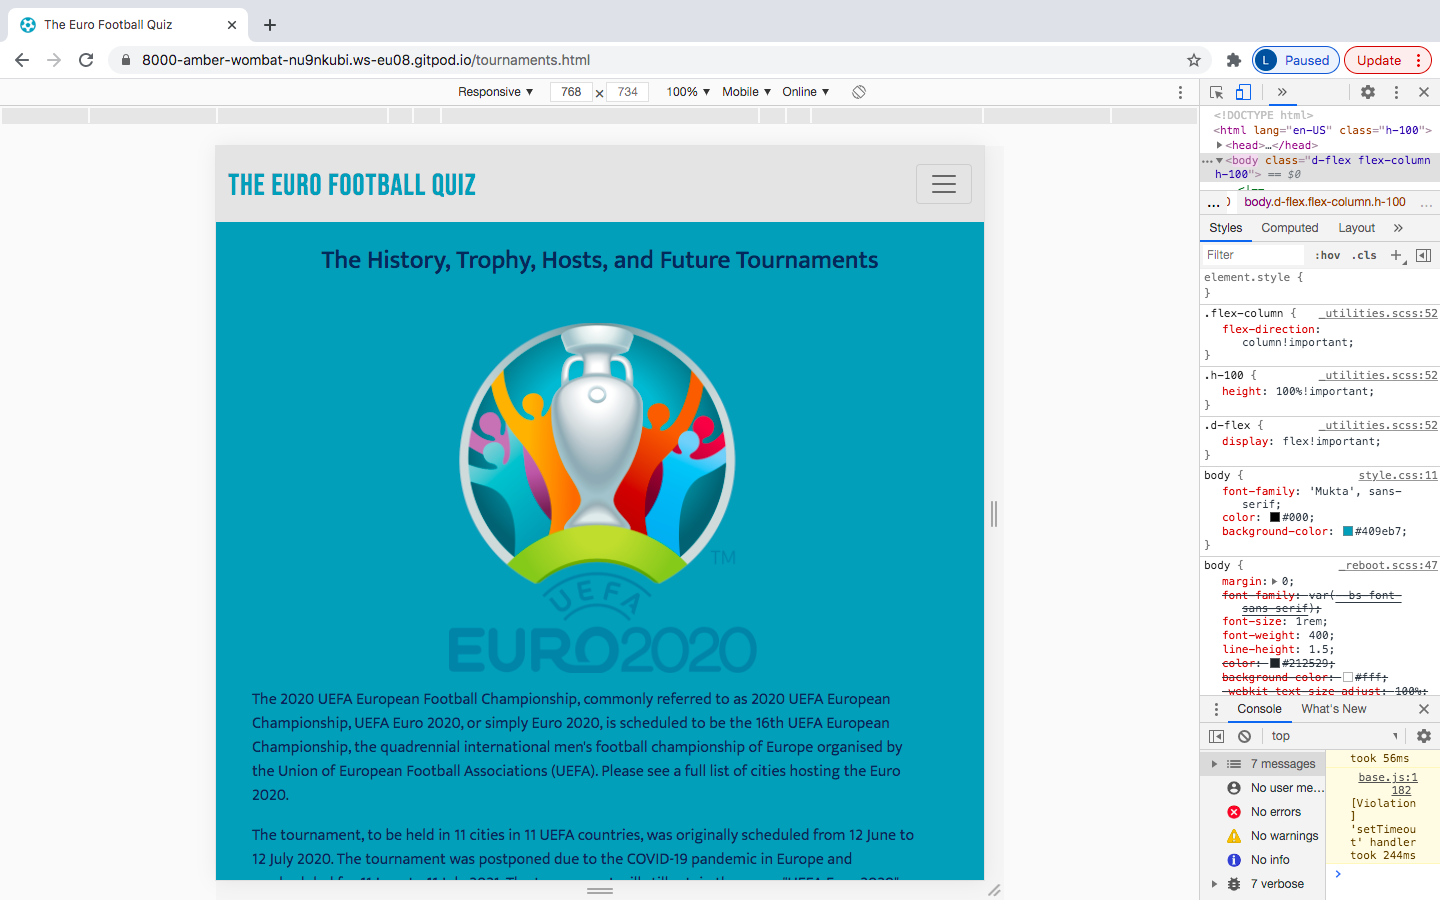 The Euro Football Quiz
8000-amber-wombat-nu9nkubi.ws-eu08.gitpod.io/tournaments.html
L Paused
Update
Responsive 768 x 734 100% Mobile Online
THE EURO FOOTBALL QUIZ
The History, Trophy, Hosts, and Future Tournaments
TM
UEFA
EURO2020
The 2020 UEFA European Football Championship, commonly referred to as 2020 UEFA European
Championship, UEFA Euro 2020, or simply Euro 2020, is scheduled to be the 16th UEFA European
Championship, the quadrennial international men's football championship of Europe organised by
the Union of European Football Associations (UEFA). Please see a full list of cities hosting the Euro
2020.
The tournament, to be held in 11 cities in 11 UEFA countries, was originally scheduled from 12 June to
12 July 2020. The tournament was postponed due to the COVID-19 pandemic in Europe and
<!DOCTYPE html>
<html lang="en-US" class="h-100">
<head>…</head>
<body class="d-flex flex-column
h-100"> == $0
<!--
… body.d-flex.flex-column.h-100 …
Styles Computed Layout »
Filter :hov .cls +
element.style {
}
.flex-column { _utilities.scss:52
flex-direction:
column!important;
}
.h-100 { _utilities.scss:52
height: 100%!important;
}
.d-flex { _utilities.scss:52
display: flex!important;
}
body { style.css:11
font-family: 'Mukta', sans-
serif;
color: #000;
background-color: #409eb7;
}
body { _reboot.scss:47
margin: 0;
font-family: var(--bs-font-
sans-serif);
font-size: 1rem;
font-weight: 400;
line-height: 1.5;
color: #212529;
background-color: #fff;
-webkit-text-size-adjust: 100%;
Console What's New
top
7 messages
No user me...
No errors
No warnings
No info
7 verbose
took 56ms
base.js:1
182
[Violation
]
'setTimeou
t' handler
took 244ms